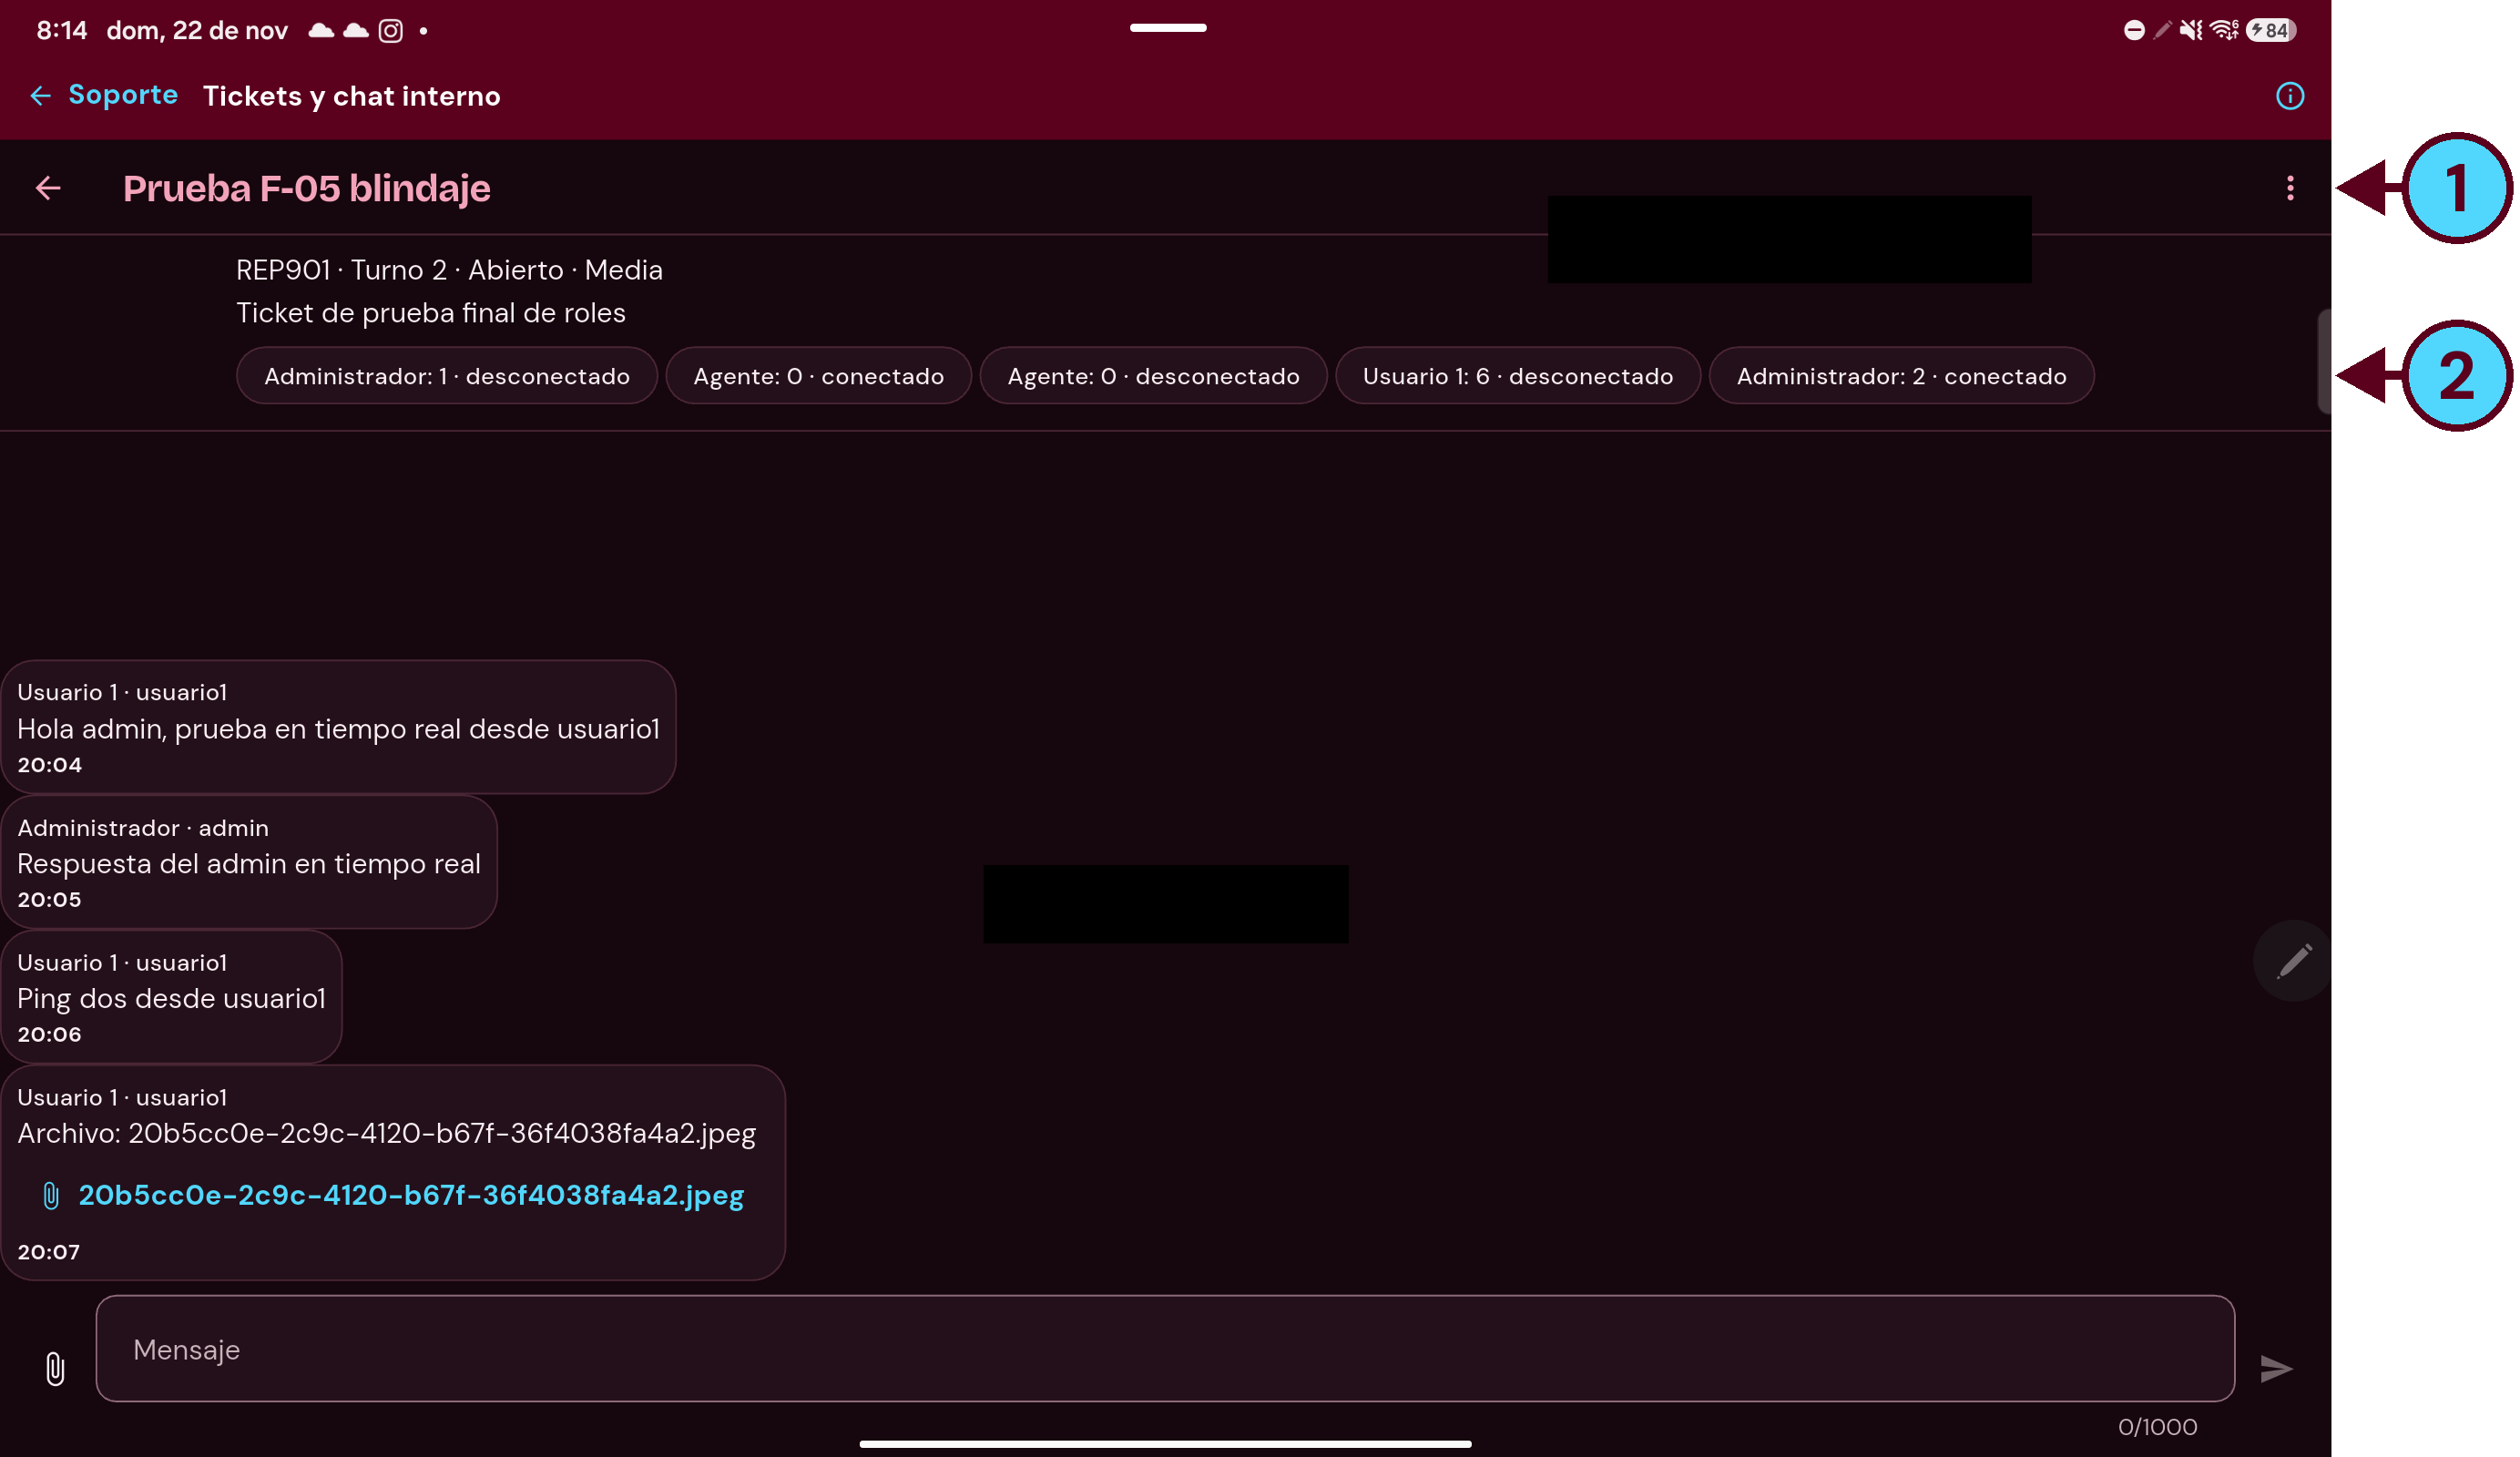 8:14 dom, 22 de nov 6 84
← Soporte Tickets y chat interno
Prueba F-05 blindaje
1
REP901 · Turno 2 · Abierto · Media
Ticket de prueba final de roles
Administrador: 1 · desconectado Agente: 0 · conectado Agente: 0 · desconectado Usuario 1: 6 · desconectado Administrador: 2 · conectado
2
Usuario 1 · usuario1
Hola admin, prueba en tiempo real desde usuario1
20:04
Administrador · admin
Respuesta del admin en tiempo real
20:05
Usuario 1 · usuario1
Ping dos desde usuario1
20:06
Usuario 1 · usuario1
Archivo: 20b5cc0e-2c9c-4120-b67f-36f4038fa4a2.jpeg
20b5cc0e-2c9c-4120-b67f-36f4038fa4a2.jpeg
20:07
Mensaje
0/1000